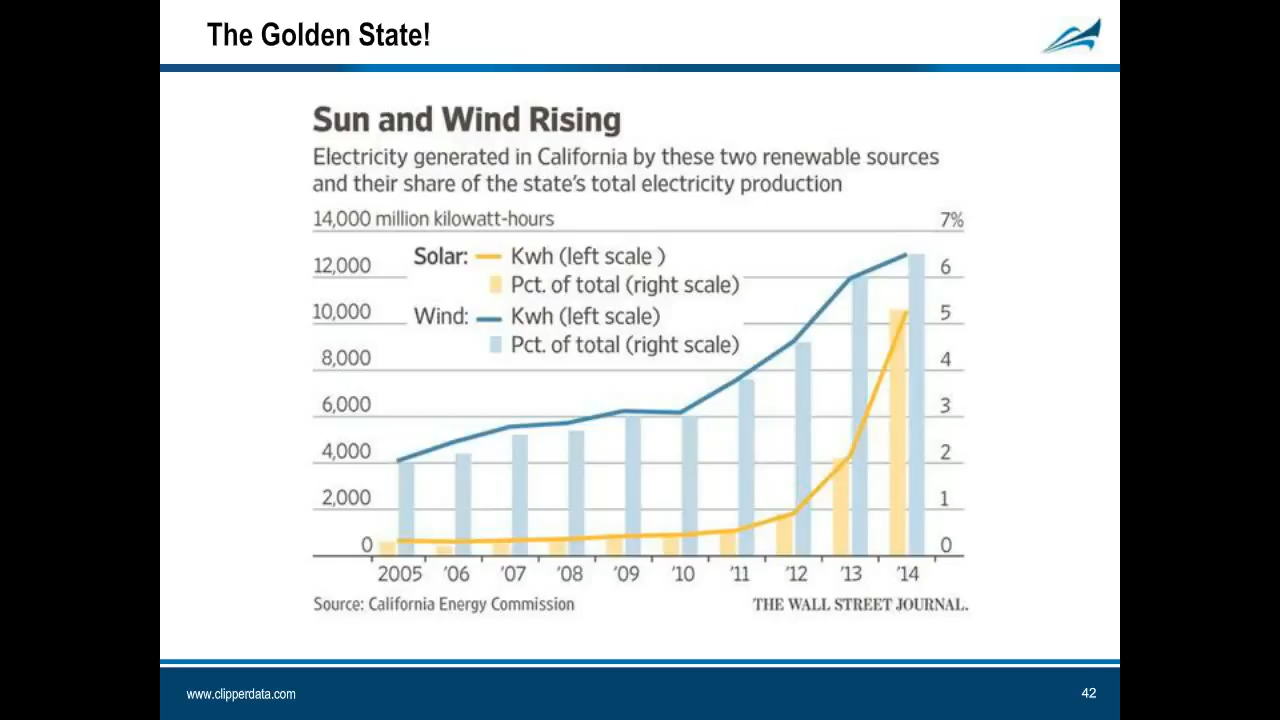 The Golden State!
Sun and Wind Rising
Electricity generated in California by these two renewable sources
and their share of the state's total electricity production
14,000 million kilowatt-hours 7%
Solar: Kwh (left scale )
12,000 6
Pct. of total (right scale)
10,000 Wind: Kwh (left scale) 5
Pct. of total (right scale)
8,000 4
6,000 3
4,000 2
2,000 1
0 0
2005 '06 '07 '08 '09 '10 '11 '12 '13 '14
Source: California Energy Commission THE WALL STREET JOURNAL.
www.clipperdata.com 42